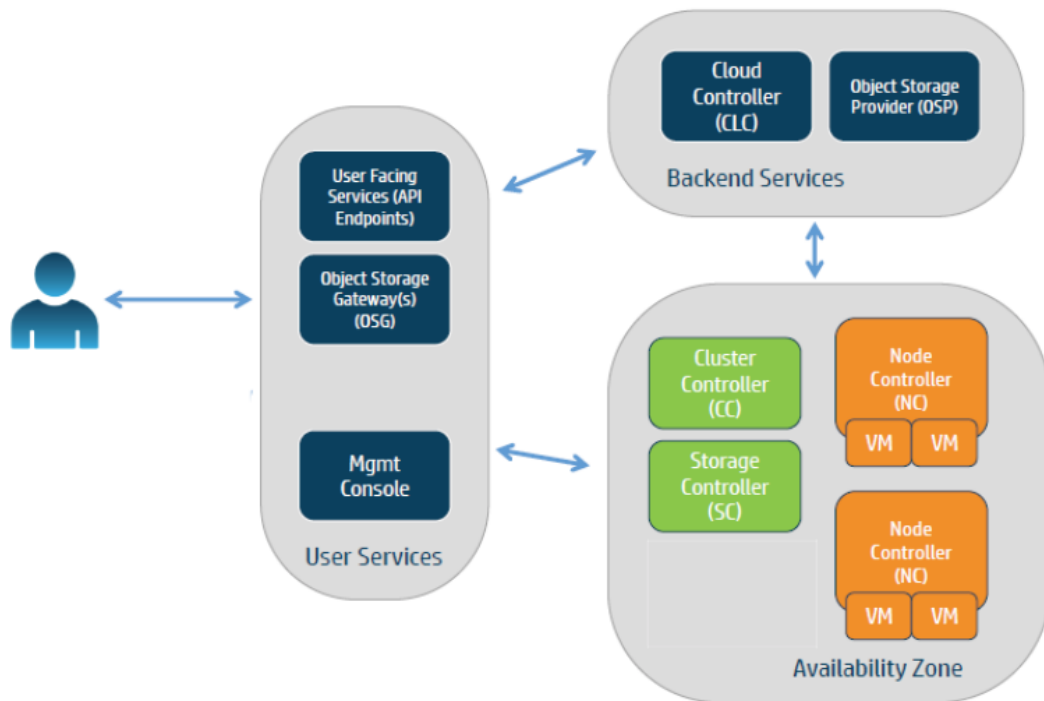 User Facing
Services (API
Endpoints)
Object Storage
Gateway(s)
(OSG)
Mgmt
Console
User Services
Cloud
Controller
(CLC)
Object Storage
Provider (OSP)
Backend Services
Cluster
Controller
(CC)
Storage
Controller
(SC)
Node
Controller
(NC)
VM
VM
Node
Controller
(NC)
VM
VM
Availability Zone